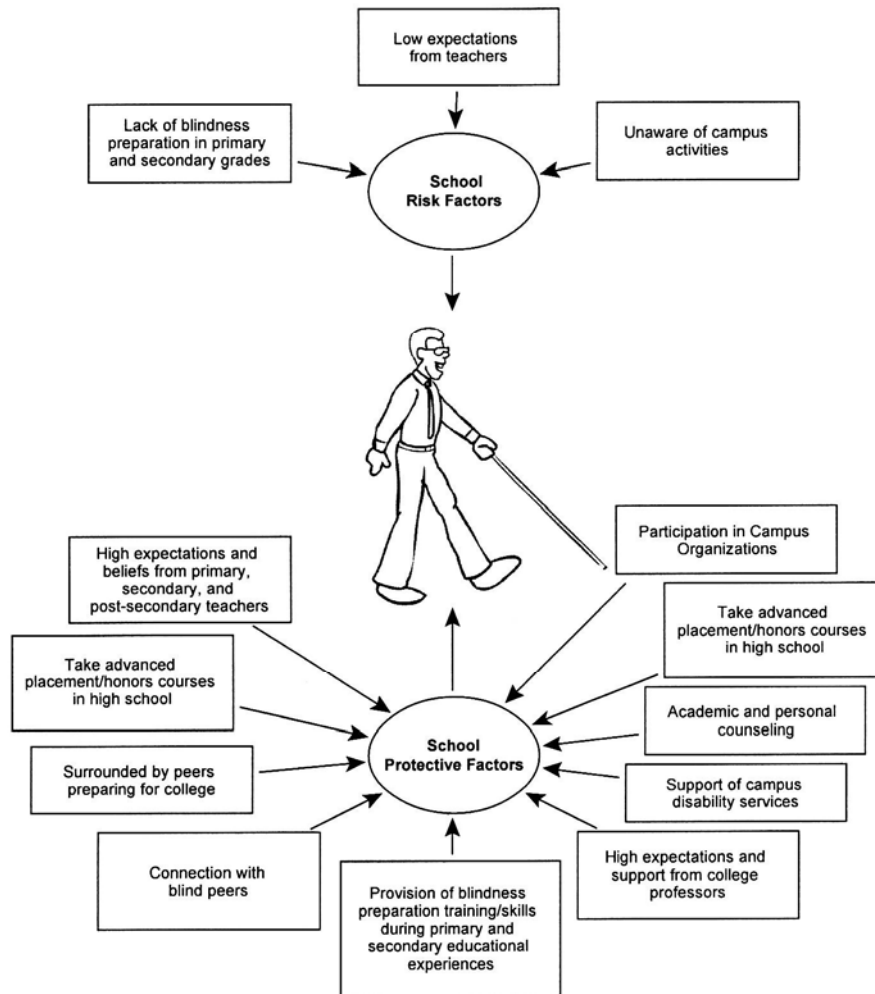 Low expectations
from teachers
Lack of blindness
preparation in primary
and secondary grades
Unaware of campus
activities
School
Risk Factors
Participation in Campus
Organizations
High expectations and
beliefs from primary,
secondary, and
post-secondary teachers
Take advanced
placement/honors courses
in high school
Take advanced
placement/honors courses
in high school
Academic and personal
counseling
School
Protective Factors
Surrounded by peers
preparing for college
Support of campus
disability services
Connection with
blind peers
High expectations and
support from college
professors
Provision of blindness
preparation training/skills
during primary and
secondary educational
experiences